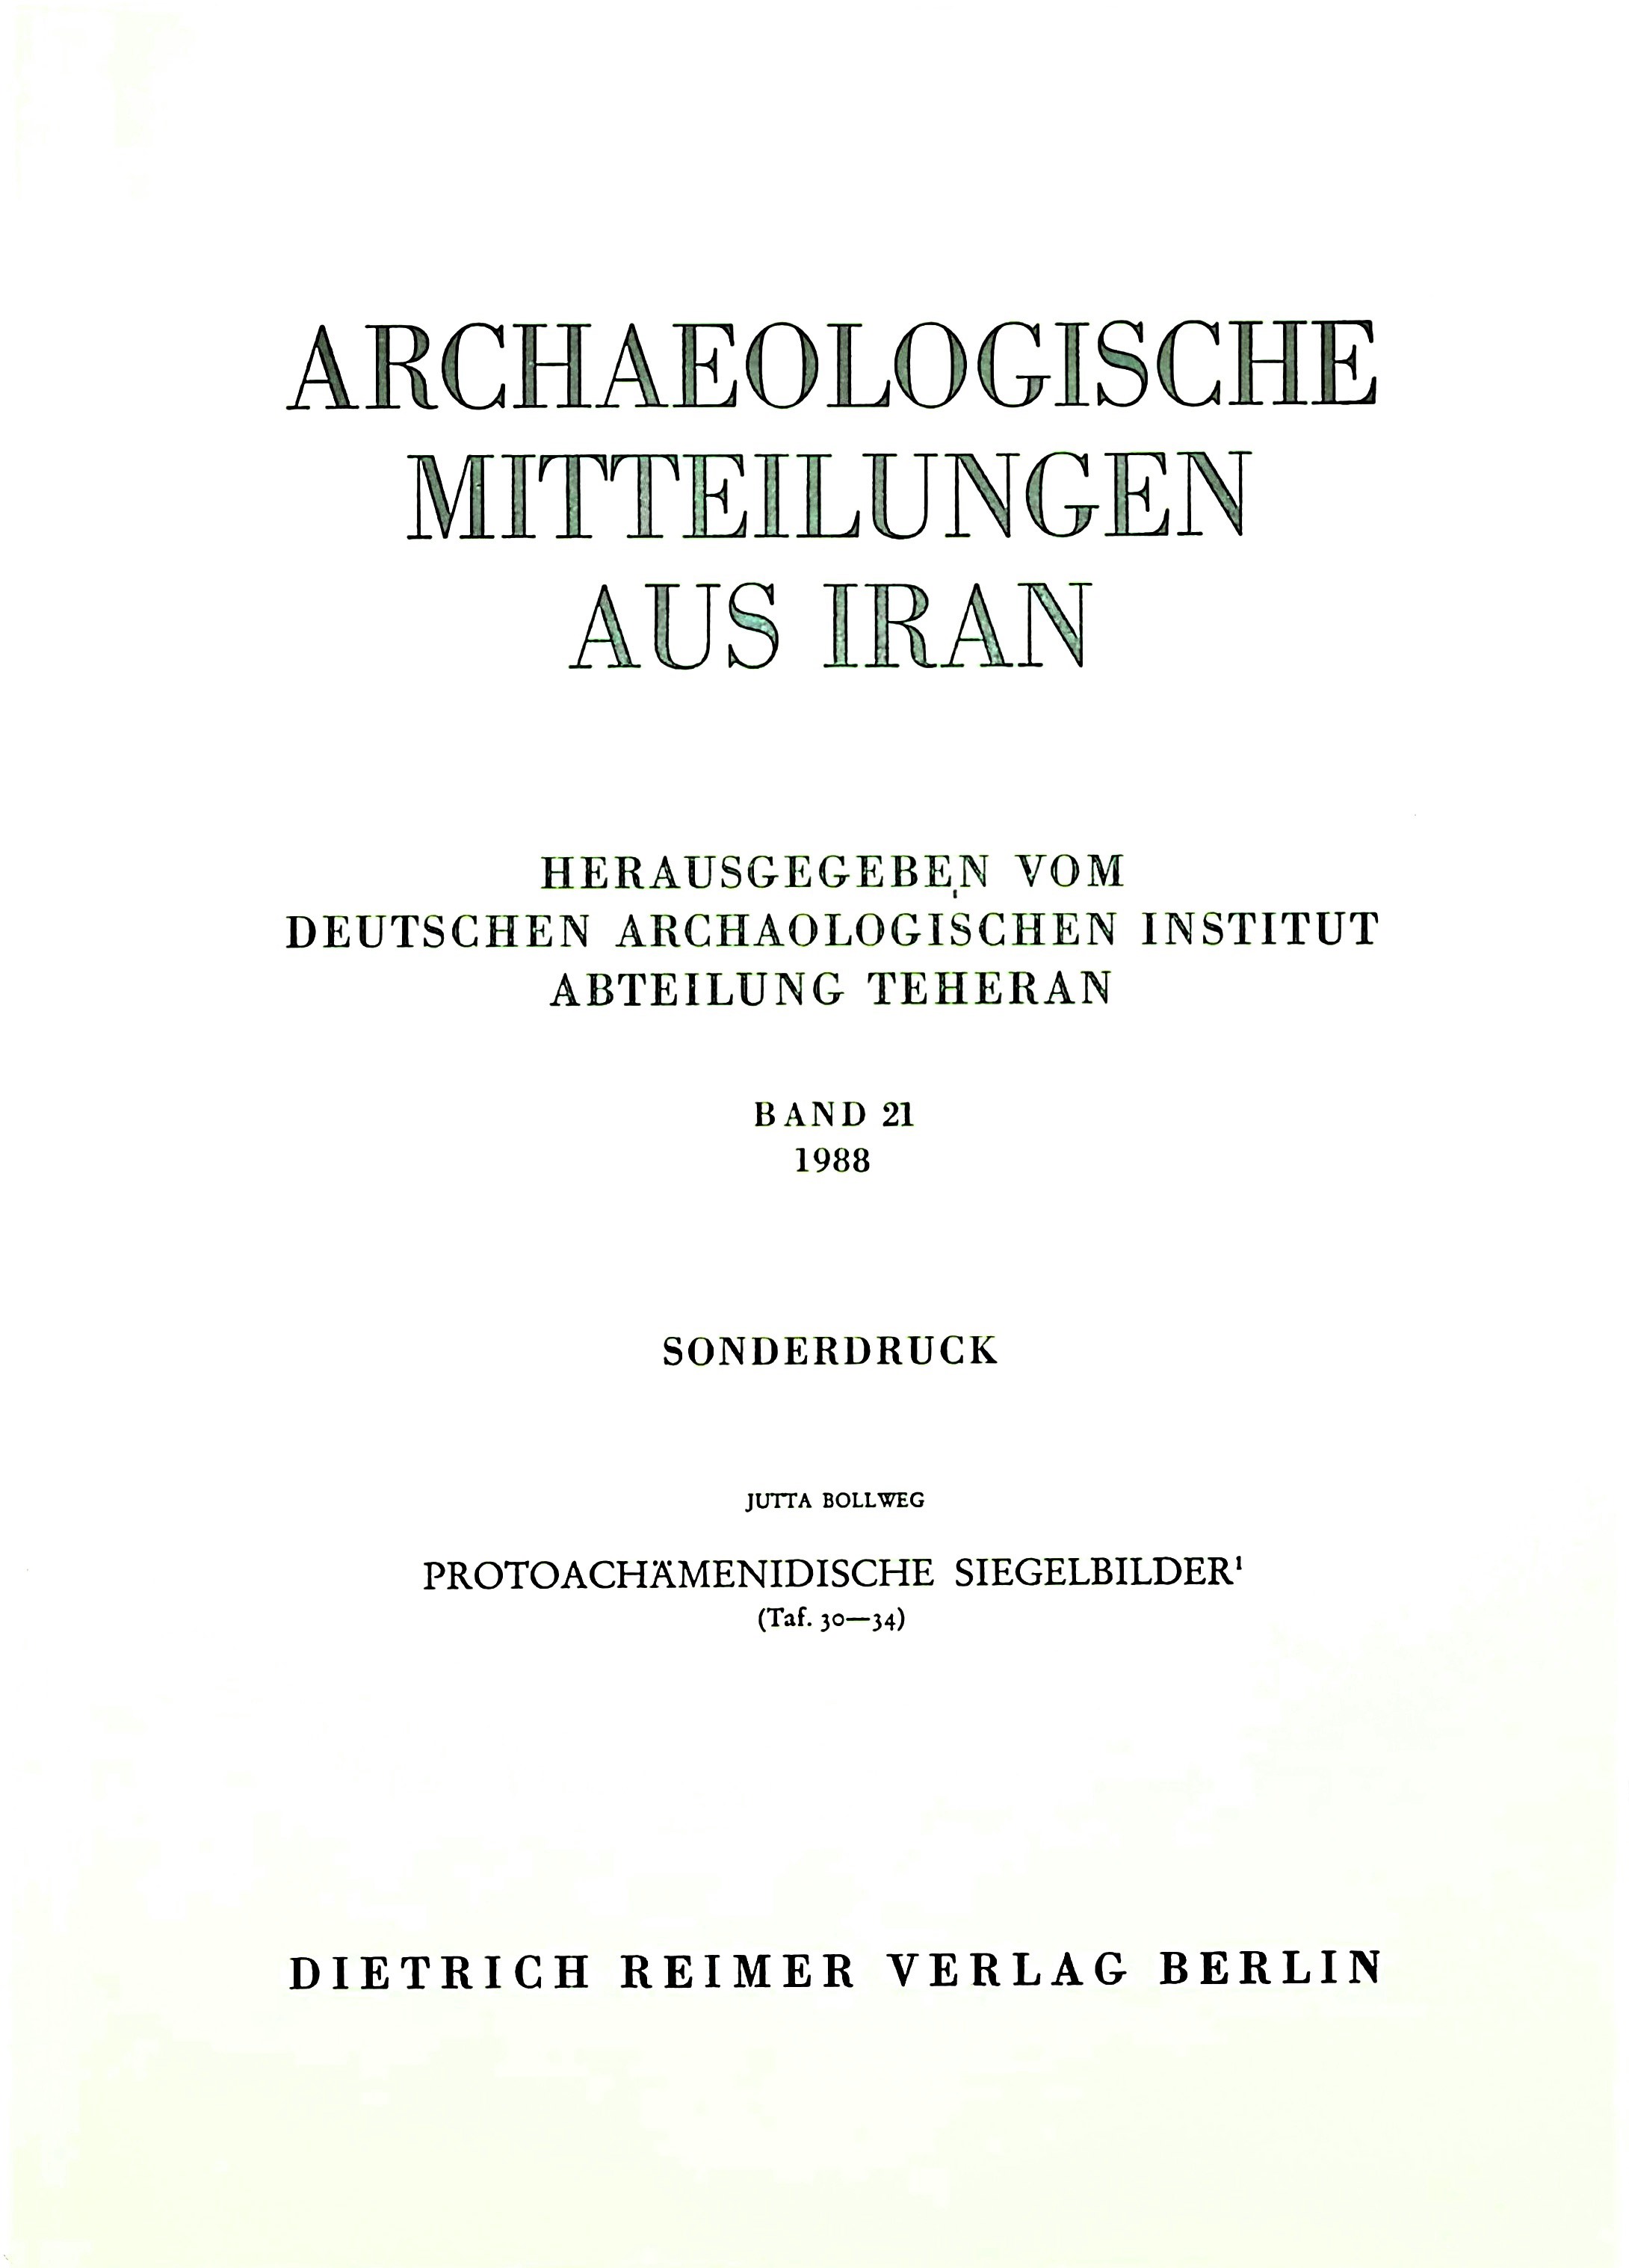 ARCHAEOLOGISCHE
MITTEILUNGEN
AUS IRAN
HERAUSGEGEBEN VOM
DEUTSCHEN ARCHAOLOGISCHEN INSTITUT
ABTEILUNG TEHERAN
BAND 21
1988
SONDERDRUCK
JUTTA BOLLWEG
PROTOACHÄMENIDISCHE SIEGELBILDER¹
(Taf. 30—34)
DIETRICH REIMER VERLAG BERLIN